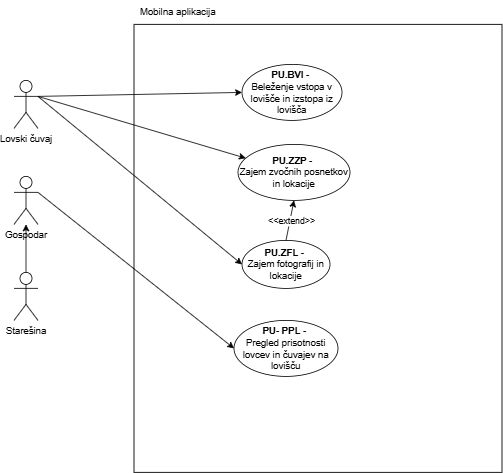 Mobilna aplikacija
PU.BVI -
Beleženje vstopa v
lovišče in izstopa iz
lovišča
Lovski čuvaj
PU.ZZP -
Zajem zvočnih posnetkov
in lokacije
<<extend>>
Gospodar
PU.ZFL -
Zajem fotografij in
lokacije
Starešina
PU- PPL -
Pregled prisotnosti
lovcev in čuvajev na
lovišču